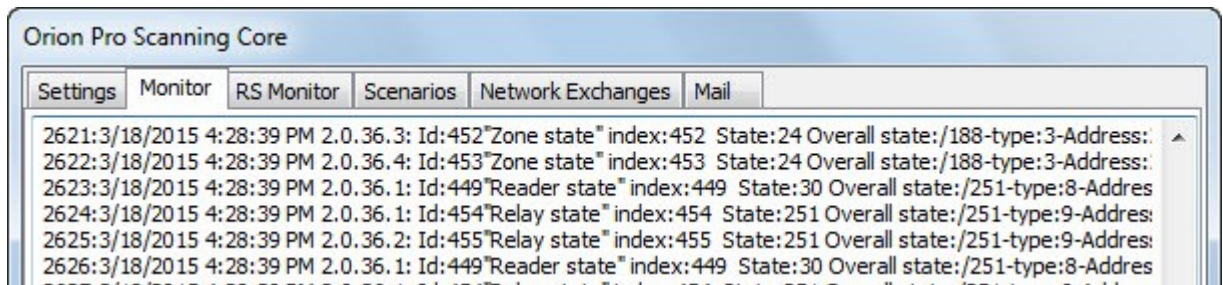 Orion Pro Scanning Core
Settings Monitor RS Monitor Scenarios Network Exchanges Mail
2621:3/18/2015 4:28:39 PM 2.0.36.3: Id:452"Zone state" index:452 State:24 Overall state:/188-type:3-Address:
2622:3/18/2015 4:28:39 PM 2.0.36.4: Id:453"Zone state" index:453 State:24 Overall state:/188-type:3-Address:
2623:3/18/2015 4:28:39 PM 2.0.36.1: Id:449"Reader state" index:449 State:30 Overall state:/251-type:8-Addres
2624:3/18/2015 4:28:39 PM 2.0.36.1: Id:454"Relay state" index:454 State:251 Overall state:/251-type:9-Address
2625:3/18/2015 4:28:39 PM 2.0.36.2: Id:455"Relay state" index:455 State:251 Overall state:/251-type:9-Address
2626:3/18/2015 4:28:39 PM 2.0.36.1: Id:449"Reader state" index:449 State:30 Overall state:/251-type:8-Addres